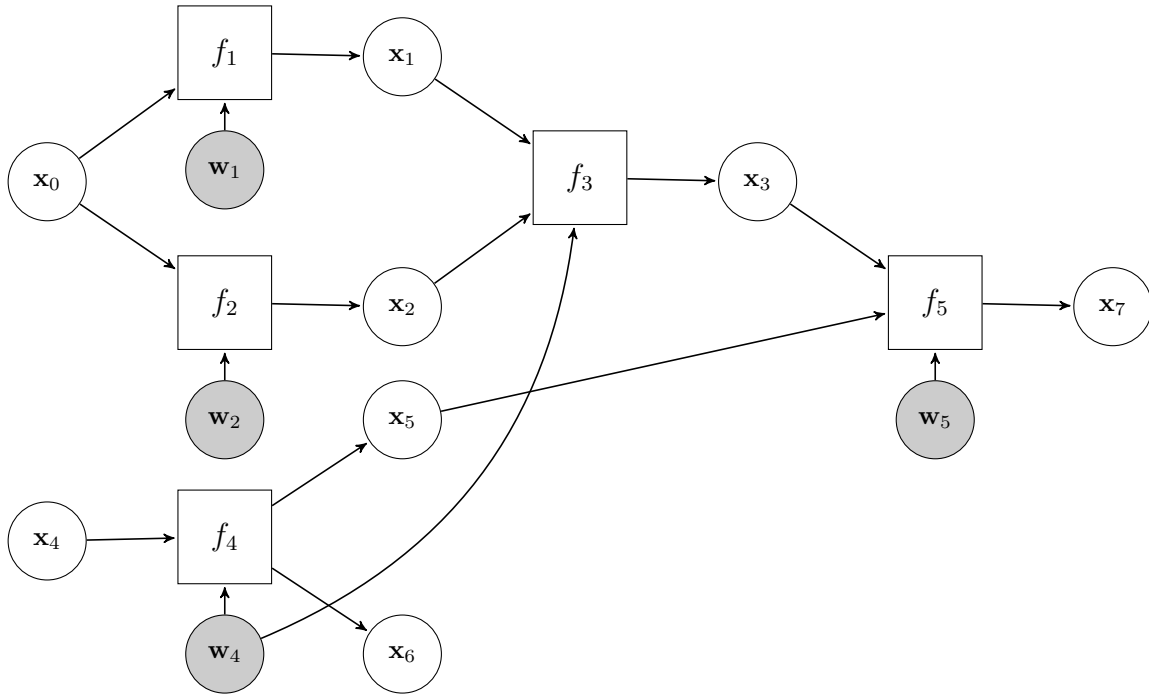 f₁
x₁
w₁
x₀
f₃
x₃
f₂
x₂
f₅
x₇
w₂
x₅
w₅
x₄
f₄
w₄
x₆